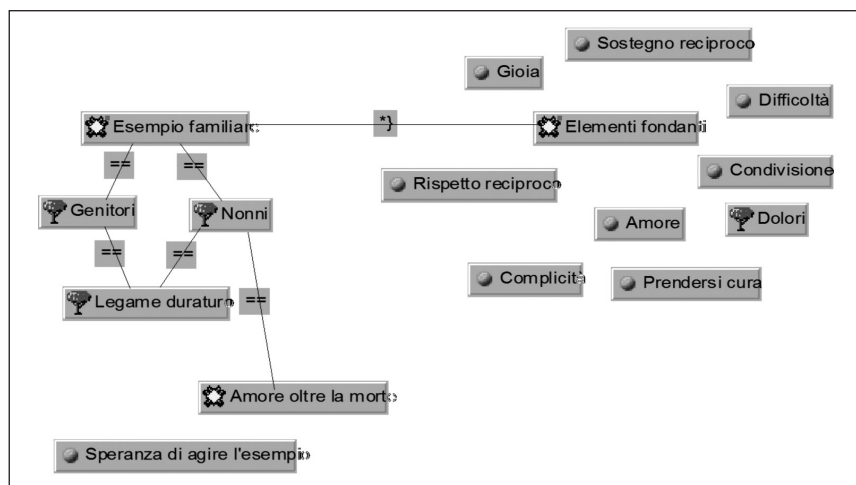 Sostegno reciproco
Gioia
Difficoltà
Esempio familiare
*}
Elementi fondanti
==
==
Condivisione
Rispetto reciproco
Genitori
Nonni
Amore
Dolori
==
==
Complicità
Prendersi cura
Legame duraturo
==
Amore oltre la morte
Speranza di agire l'esempio